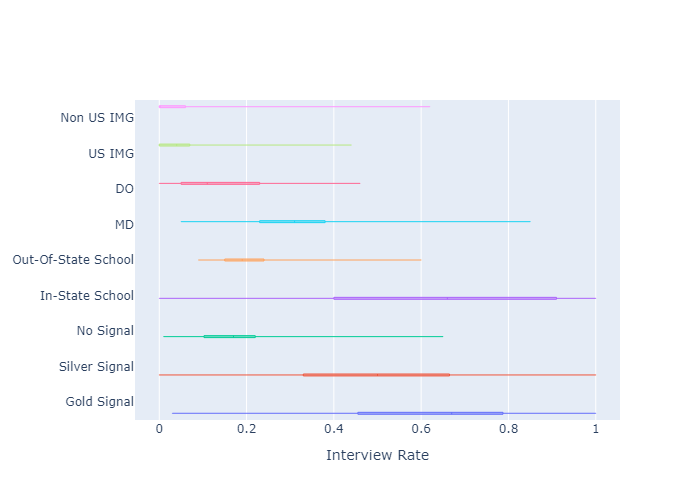 Non US IMG
US IMG
DO
MD
Out-Of-State School
In-State School
No Signal
Silver Signal
Gold Signal
0 0.2 0.4 0.6 0.8 1
Interview Rate